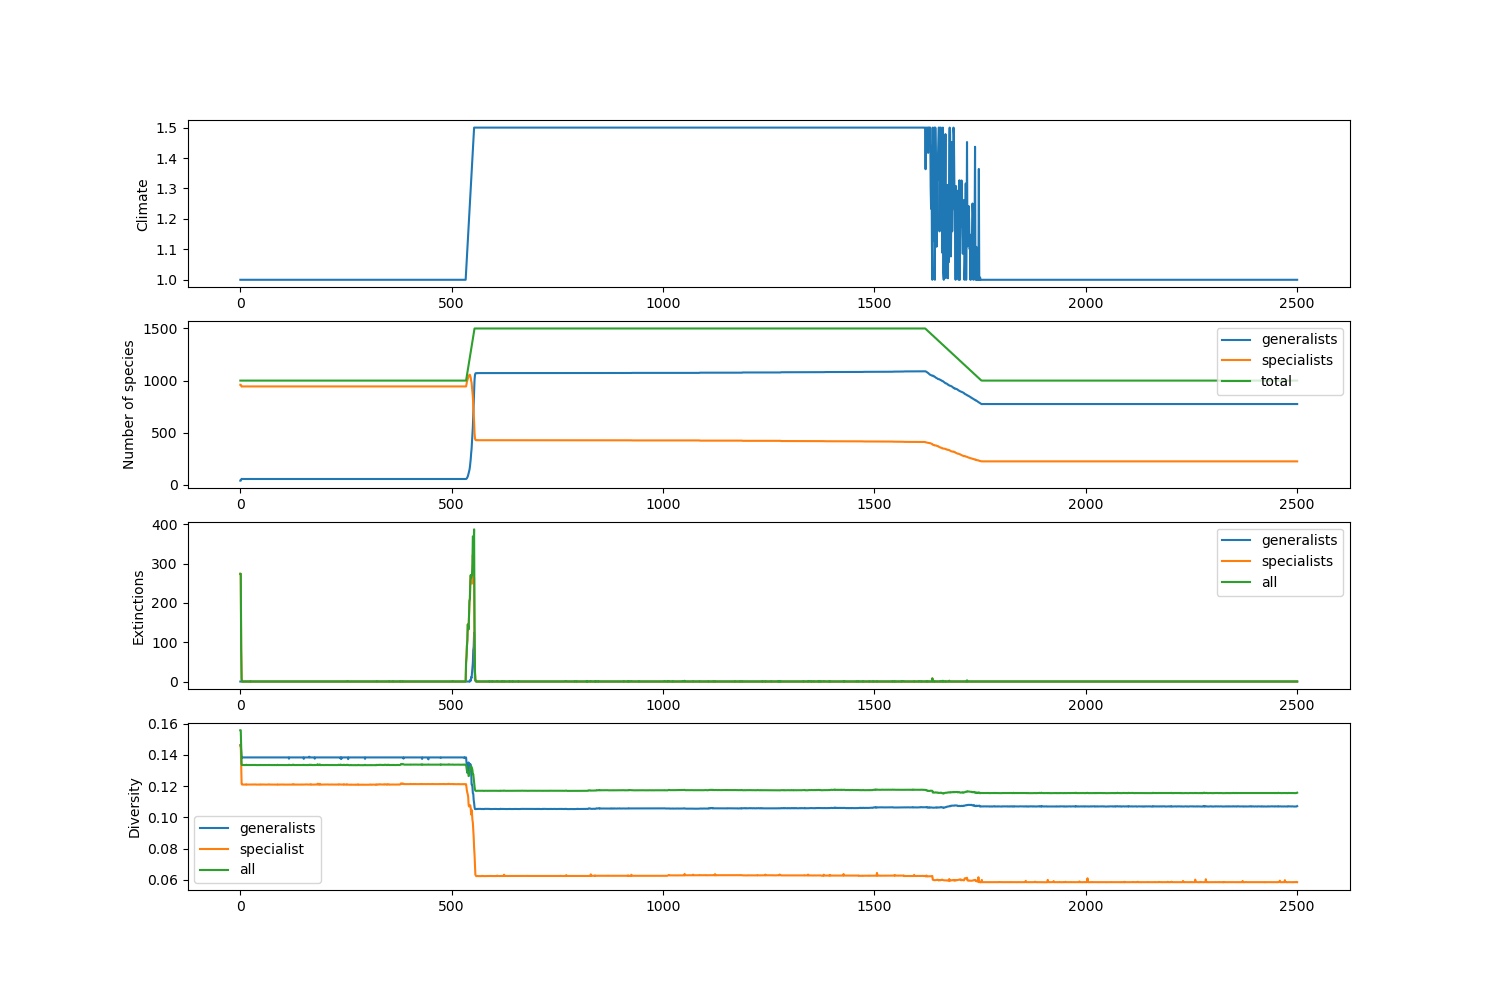 Climate
1.5
1.4
1.3
1.2
1.1
1.0
0 500 1000 1500 2000 2500
Number of species
1500
1000
500
0
generalists
specialists
total
0 500 1000 1500 2000 2500
Extinctions
400
300
200
100
0
generalists
specialists
all
0 500 1000 1500 2000 2500
Diversity
0.16
0.14
0.12
0.10
0.08
0.06
generalists
specialist
all
0 500 1000 1500 2000 2500